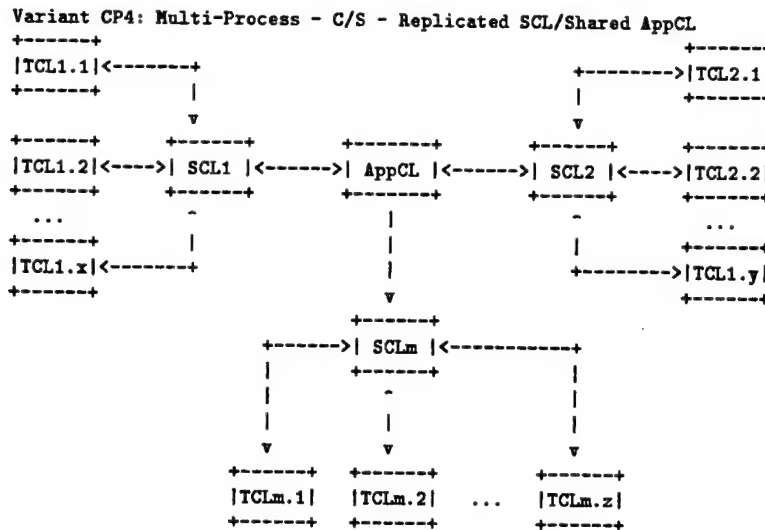 Variant CP4: Multi-Process - C/S - Replicated SCL/Shared AppCL
+------+                                              +------+
|TCL1.1|<-------+                            +------->|TCL2.1|
+------+        |                            |        +------+
                v                            v
+------+     +------+      +-------+      +------+     +------+
|TCL1.2|<--->| SCL1 |<------>| AppCL |<------>| SCL2 |<---->|TCL2.2|
+------+     +------+      +-------+      +------+     +------+
  ...           ^              |             ^           ...
+------+        |              |             |        +------+
|TCL1.x|<-------+              |             +------->|TCL1.y|
+------+                       v                      +------+
                           +------+
                +------>| SCLm |<----------+
                |          +------+          |
                |              ^             |
                |              |             |
                v              v             v
            +------+       +------+       +------+
            |TCLm.1|       |TCLm.2|  ...  |TCLm.z|
            +------+       +------+       +------+